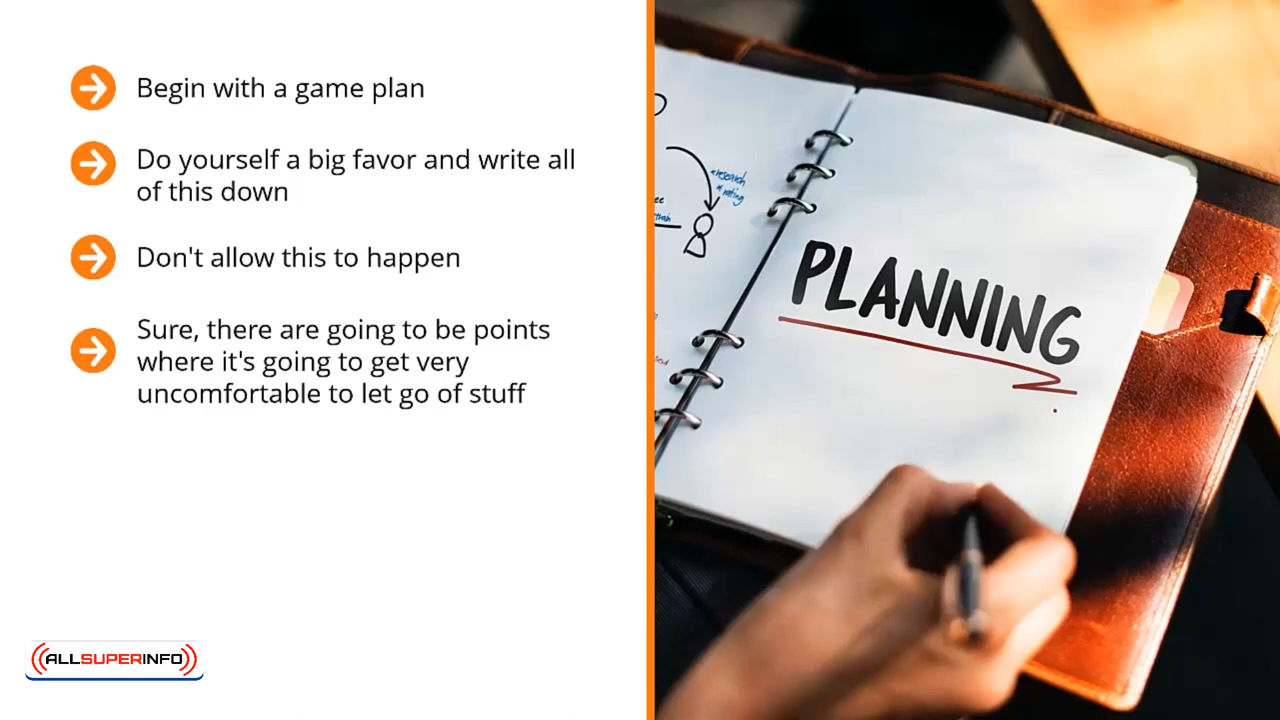 Begin with a game plan
Do yourself a big favor and write all
of this down
Don't allow this to happen
Sure, there are going to be points
where it's going to get very
uncomfortable to let go of stuff
research
rating
PLANNING
ALLSUPERINFO